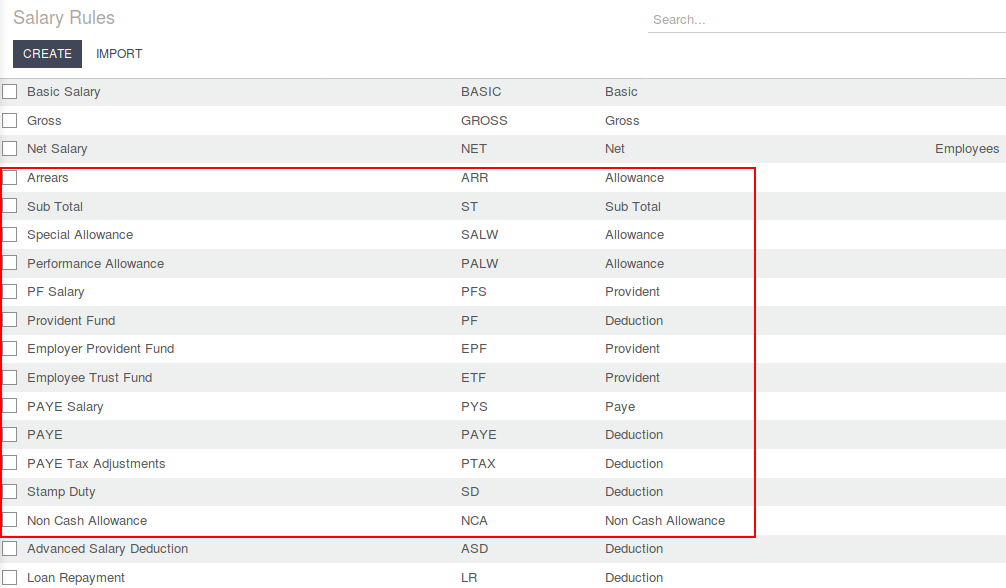 Salary Rules
Search...
CREATE IMPORT
Basic Salary BASIC Basic
Gross GROSS Gross
Net Salary NET Net Employees
Arrears ARR Allowance
Sub Total ST Sub Total
Special Allowance SALW Allowance
Performance Allowance PALW Allowance
PF Salary PFS Provident
Provident Fund PF Deduction
Employer Provident Fund EPF Provident
Employee Trust Fund ETF Provident
PAYE Salary PYS Paye
PAYE PAYE Deduction
PAYE Tax Adjustments PTAX Deduction
Stamp Duty SD Deduction
Non Cash Allowance NCA Non Cash Allowance
Advanced Salary Deduction ASD Deduction
Loan Repayment LR Deduction